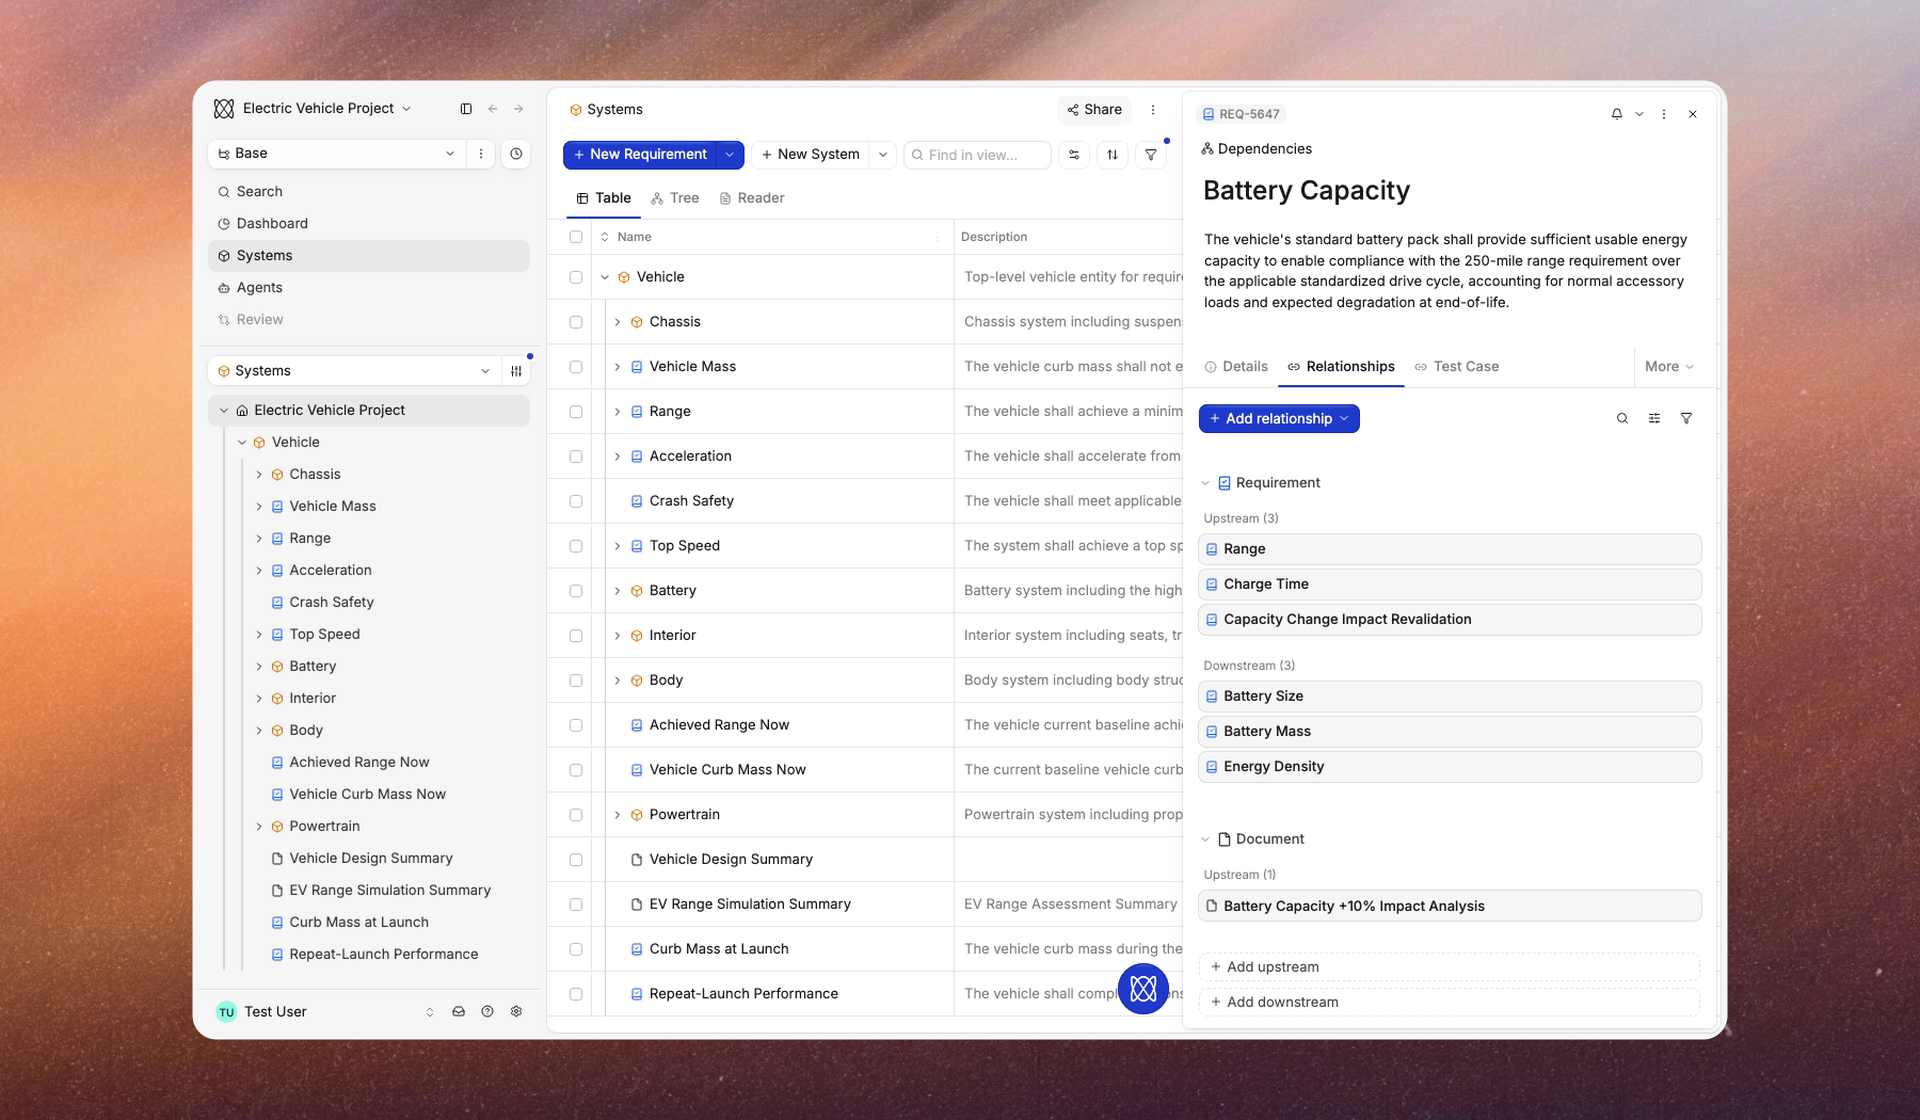 Electric Vehicle Project
Base
Search
Dashboard
Systems
Agents
Review
Systems
Electric Vehicle Project
Vehicle
Chassis
Vehicle Mass
Range
Acceleration
Crash Safety
Top Speed
Battery
Interior
Body
Achieved Range Now
Vehicle Curb Mass Now
Powertrain
Vehicle Design Summary
EV Range Simulation Summary
Curb Mass at Launch
Repeat-Launch Performance
TU Test User
Systems
Share
+ New Requirement
+ New System
Find in view...
Table Tree Reader
Name Description
Vehicle Top-level vehicle entity for requir
Chassis Chassis system including suspen
Vehicle Mass The vehicle curb mass shall not e
Range The vehicle shall achieve a minim
Acceleration The vehicle shall accelerate from
Crash Safety The vehicle shall meet applicable
Top Speed The system shall achieve a top sp
Battery Battery system including the high
Interior Interior system including seats, tr
Body Body system including body struc
Achieved Range Now The vehicle current baseline achi
Vehicle Curb Mass Now The current baseline vehicle curb
Powertrain Powertrain system including prop
Vehicle Design Summary
EV Range Simulation Summary EV Range Assessment Summary
Curb Mass at Launch The vehicle curb mass during the
Repeat-Launch Performance The vehicle shall
REQ-5647
Dependencies
Battery Capacity
The vehicle's standard battery pack shall provide sufficient usable energy
capacity to enable compliance with the 250-mile range requirement over
the applicable standardized drive cycle, accounting for normal accessory
loads and expected degradation at end-of-life.
Details Relationships Test Case More
+ Add relationship
Requirement
Upstream (3)
Range
Charge Time
Capacity Change Impact Revalidation
Downstream (3)
Battery Size
Battery Mass
Energy Density
Document
Upstream (1)
Battery Capacity +10% Impact Analysis
+ Add upstream
+ Add downstream